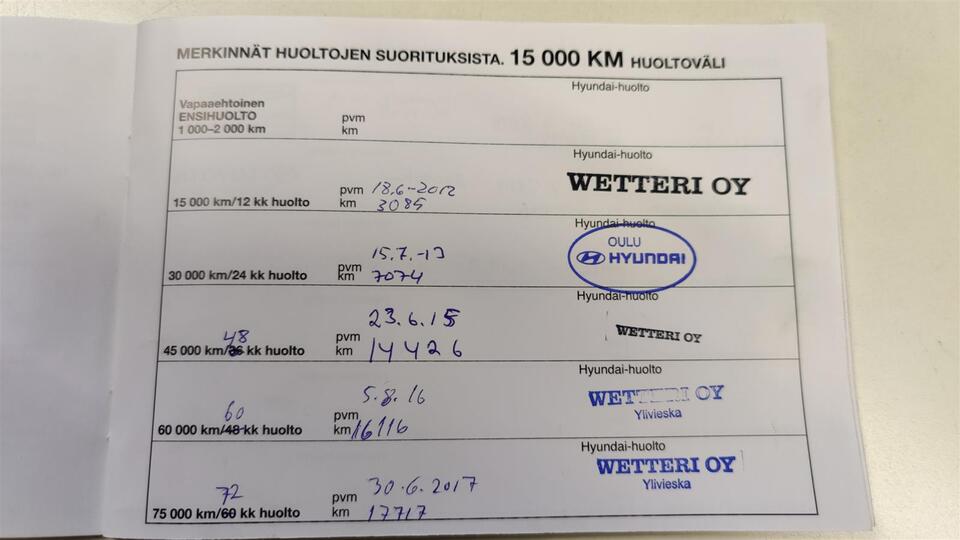 MERKINNÄT HUOLTOJEN SUORITUKSISTA. 15 000 KM HUOLTOVÄLI
Hyundai-huolto
Vapaaehtoinen
ENSIHUOLTO
1 000–2 000 km
pvm
km
Hyundai-huolto
WETTERI OY
15 000 km/12 kk huolto
pvm 18.6-2012
km 3085
Hyundai-huolto
OULU
HYUNDAI
30 000 km/24 kk huolto
pvm 15.7.-13
km 7074
Hyundai-huolto
WETTERI OY
48
45 000 km/36 kk huolto
pvm 23.6.15
km 14426
Hyundai-huolto
WETTERI OY
Ylivieska
60
60 000 km/48 kk huolto
pvm 5.8.16
km 16116
Hyundai-huolto
WETTERI OY
Ylivieska
72
75 000 km/60 kk huolto
pvm 30.6.2017
km 17717